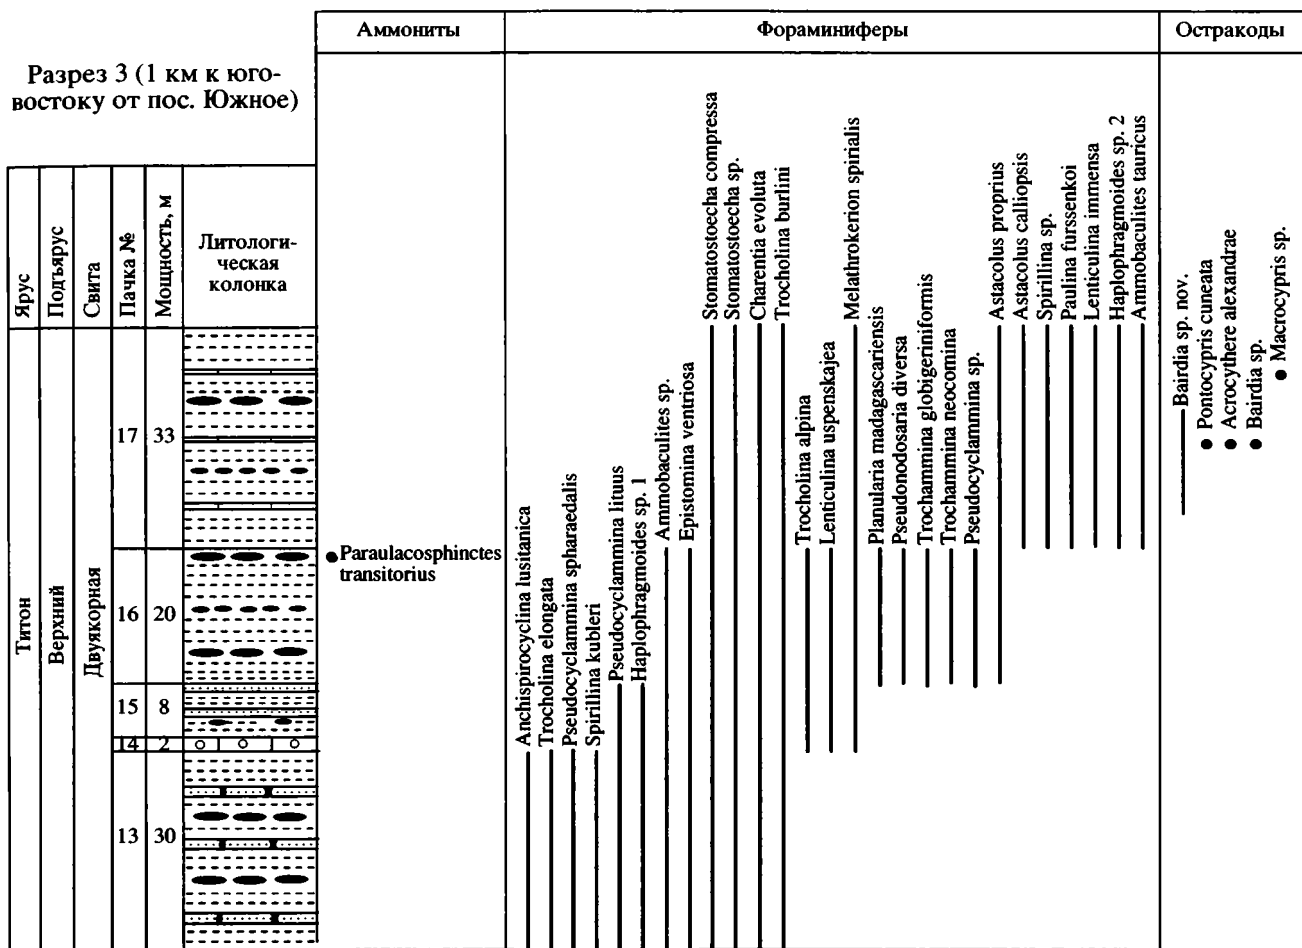 Разрез 3 (1 км к юго-
востоку от пос. Южное)
Аммониты
Фораминиферы
Остракоды
Ярус
Подъярус
Свита
Пачка №
Мощность, м
Литологи-
ческая
колонка
Титон
Верхний
Двуякорная
17
33
16
20
15
8
14
2
13
30
Paraulacosphinctes
transitorius
Anchispirocyclina lusitanica
Trocholina elongata
Pseudocyclammina spharaedalis
Spirillina kubleri
Pseudocyclammina lituus
Haplophragmoides sp. 1
Ammobaculites sp.
Epistomina ventriosa
Stomatostoecha compressa
Stomatostoecha sp.
Charentia evoluta
Trocholina burlini
Trocholina alpina
Lenticulina uspenskajea
Melathrokerion spirialis
Planularia madagascariensis
Pseudonodosaria diversa
Trochammina globigeriniformis
Trochammina neocomina
Pseudocyclammina sp.
Astacolus proprius
Astacolus calliopsis
Spirillina sp.
Paulina furssenkoi
Lenticulina immensa
Haplophragmoides sp. 2
Ammobaculites tauricus
Bairdia sp. nov.
Pontocypris cuneata
Acrocythere alexandrae
Bairdia sp.
Macrocypris sp.